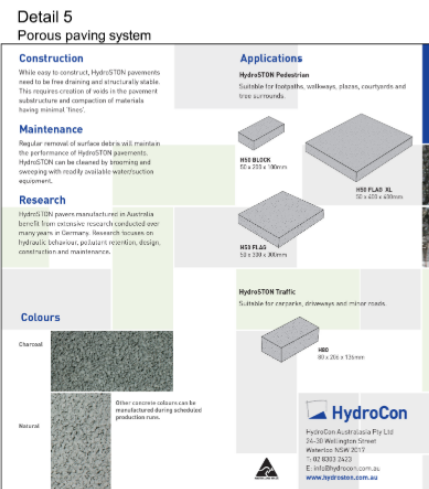 Detail 5
Porous paving system
Construction
While easy to construct, HydroSTON pavements
need to be free draining and structurally stable.
This requires creation of voids in the pavement
substructure and compaction of materials
having minimal 'fines'.
Maintenance
Regular removal of surface debris will maintain
the performance of HydroSTON pavements.
HydroSTON can be cleaned by brooming and
sweeping with readily available water/suction
equipment.
Research
HydroSTON pavers manufactured in Australia
benefit from extensive research conducted over
many years in Germany. Research focuses on
hydraulic behaviour, pollutant retention, design,
construction and maintenance.
Colours
Charcoal
Natural
Other concrete colours can be
manufactured during scheduled
production runs.
Applications
HydroSTON Pedestrian
Suitable for footpaths, walkways, plazas, courtyards and
tree surrounds.
H50 BLOCK
50 x 200 x 100mm
H50 FLAG XL
50 x 400 x 400mm
H50 FLAG
50 x 300 x 300mm
HydroSTON Traffic
Suitable for carparks, driveways and minor roads.
H80
HydroCon
HydroCon Australasia Pty Ltd
24-30 Wellington Street
Waterloo NSW 2017
T: 02 8303 2423
E: info@hydrocon.com.au
www.hydroston.com.au